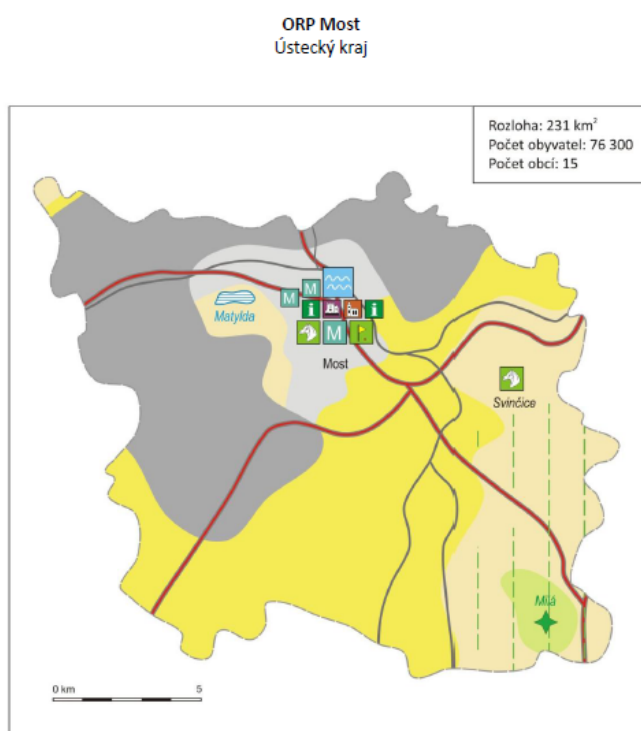 ORP Most
Ústecký kraj
Rozloha: 231 km²
Počet obyvatel: 76 300
Počet obcí: 15
M
M
i
i
Matylda
M
Most
Svinčice
Milá
0 km 5